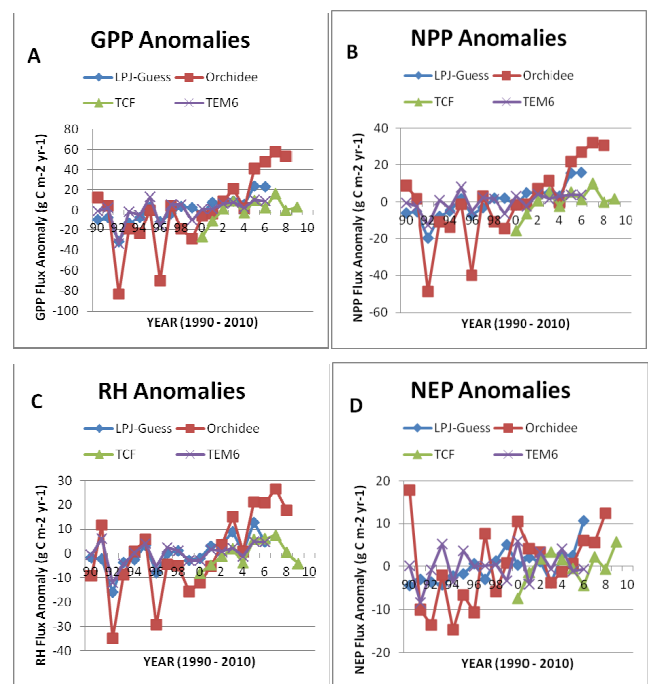 A
GPP Anomalies
LPJ-Guess Orchidee
TCF TEM6
GPP Flux Anomaly (g C m-2 yr-1)
80
60
40
20
0
-20
-40
-60
-80
-100
90 92 94 96 98 0 2 4 6 8 10
YEAR (1990 - 2010)
B
NPP Anomalies
LPJ-Guess Orchidee
TCF TEM6
NPP Flux Anomaly (g C m-2 yr-1)
40
20
0
-20
-40
-60
90 92 94 96 98 0 2 4 6 8 10
YEAR (1990 - 2010)
C
RH Anomalies
LPJ-Guess Orchidee
TCF TEM6
RH Flux Anomaly (g C m-2 yr-1)
30
20
10
0
-10
-20
-30
-40
90 92 94 96 98 0 2 4 6 8 10
YEAR (1990 - 2010)
D
NEP Anomalies
LPJ-Guess Orchidee
TCF TEM6
NEP Flux Anomaly (g C m-2 yr-1)
20
10
0
-10
-20
90 92 94 96 98 0 2 4 6 8 10
YEAR (1990 - 2010)